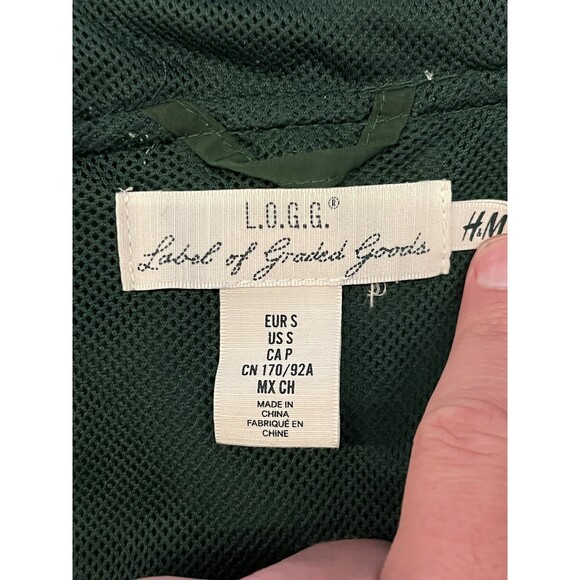 L.O.G.G.®
Label of Graded Goods
H&M
EUR S
US S
CA P
CN 170/92A
MX CH
MADE IN
CHINA
FABRIQUÉ EN
CHINE